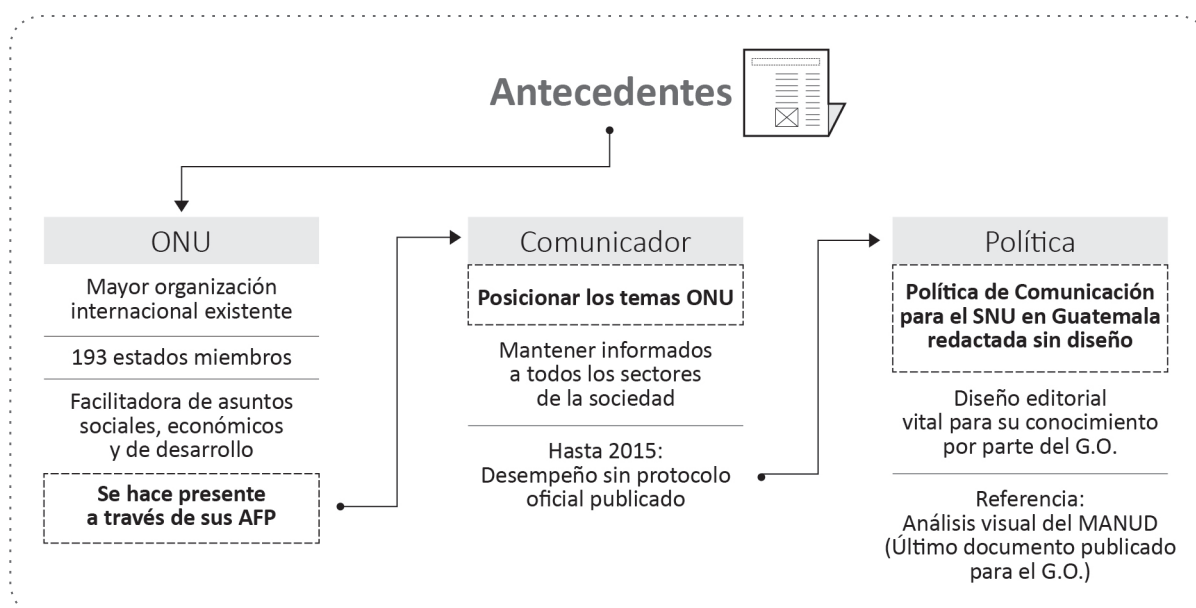 Antecedentes
ONU
Mayor organización
internacional existente
193 estados miembros
Facilitadora de asuntos
sociales, económicos
y de desarrollo
Se hace presente
a través de sus AFP
Comunicador
Posicionar los temas ONU
Mantener informados
a todos los sectores
de la sociedad
Hasta 2015:
Desempeño sin protocolo
oficial publicado
Política
Política de Comunicación
para el SNU en Guatemala
redactada sin diseño
Diseño editorial
vital para su conocimiento
por parte del G.O.
Referencia:
Análisis visual del MANUD
(Último documento publicado
para el G.O.)